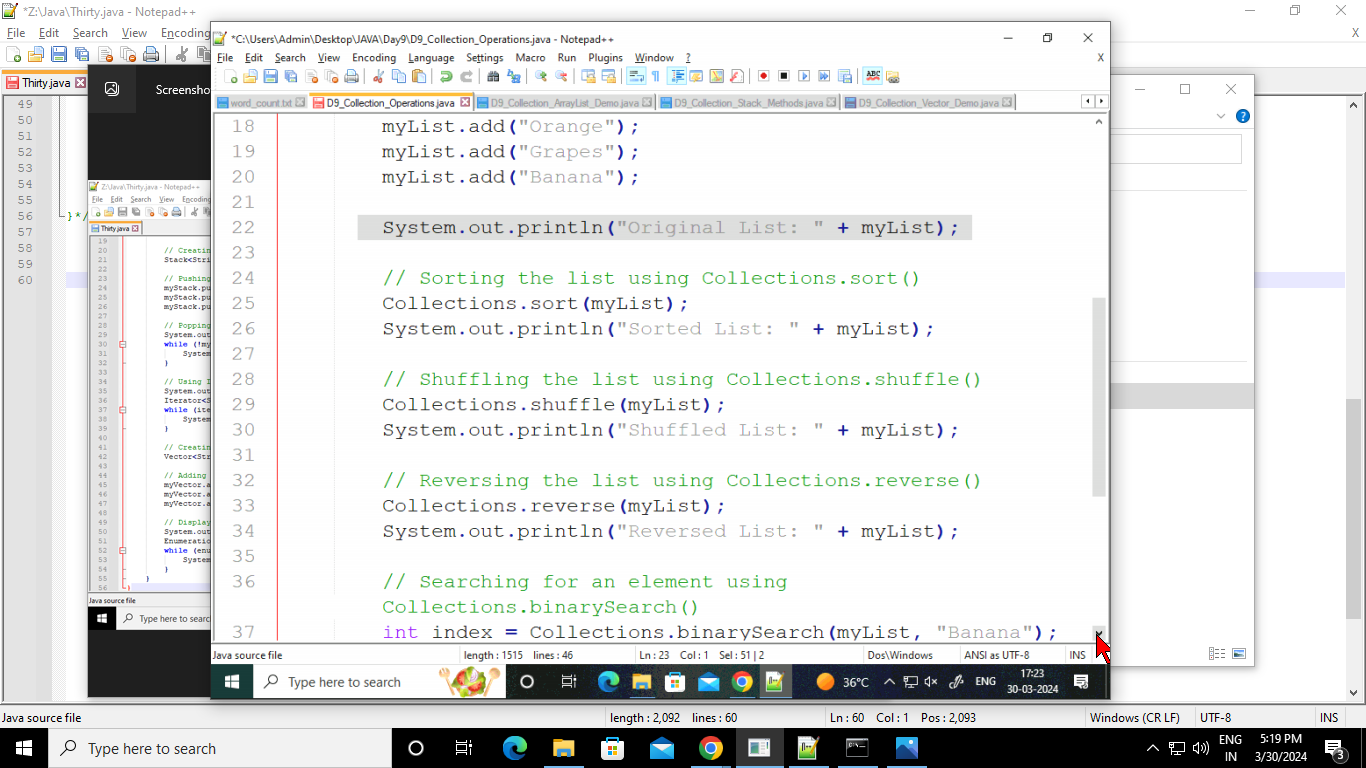 *Z:\Java\Thirty.java - Notepad++
File Edit Search View Encoding
X
Thirty.java
49
50
51
52
53
54
55
56 }*/
57
58
59
60
Z:\Java\Thirty.java - Notepad++
File Edit Search View Encoding
Thirty.java
19
20 // Creatin
21 Stack<Stri
22
23 // Pushing
24 myStack.pu
25 myStack.pu
26 myStack.pu
27
28 // Popping
29 System.out
30 while (!my
31 System
32 }
33
34 // Using I
35 System.out
36 Iterator<S
37 while (ite
38 System
39 }
40
41 // Creatin
42 Vector<Str
43
44 // Adding
45 myVector.a
46 myVector.a
47 myVector.a
48
49 // Display
50 System.out
51 Enumeratio
52 while (enu
53 System
54 }
55 }
56 }
Java source file
Type here to search
*C:\Users\Admin\Desktop\JAVA\Day9\D9_Collection_Operations.java - Notepad++
File Edit Search View Encoding Language Settings Macro Run Plugins Window ?
X
ABC
word_count.txt D9_Collection_Operations.java D9_Collection_ArrayList_Demo.java D9_Collection_Stack_Methods.java D9_Collection_Vector_Demo.java
18 myList.add("Orange");
19 myList.add("Grapes");
20 myList.add("Banana");
21
22 System.out.println("Original List: " + myList);
23
24 // Sorting the list using Collections.sort()
25 Collections.sort(myList);
26 System.out.println("Sorted List: " + myList);
27
28 // Shuffling the list using Collections.shuffle()
29 Collections.shuffle(myList);
30 System.out.println("Shuffled List: " + myList);
31
32 // Reversing the list using Collections.reverse()
33 Collections.reverse(myList);
34 System.out.println("Reversed List: " + myList);
35
36 // Searching for an element using
Collections.binarySearch()
37 int index = Collections.binarySearch(myList, "Banana");
Java source file length : 1515 lines : 46 Ln : 23 Col : 1 Sel : 51 | 2 Dos\Windows ANSI as UTF-8 INS
Type here to search 36°C ENG 17:23
30-03-2024
Java source file length : 2,092 lines : 60 Ln : 60 Col : 1 Pos : 2,093 Windows (CR LF) UTF-8 INS
Type here to search ENG 5:19 PM
IN 3/30/2024 3